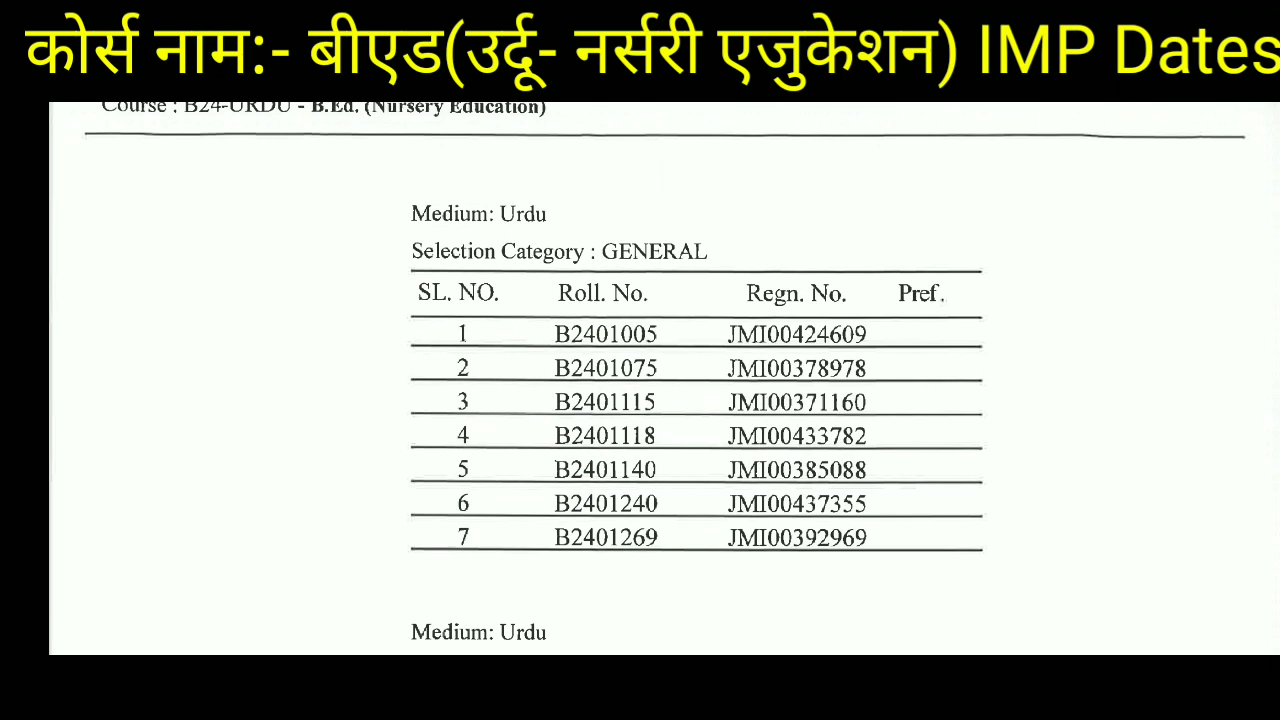 कोर्स नाम:- बीएड(उर्दू- नर्सरी एजुकेशन) IMP Dates
Course : B24-URDU - B.Ed. (Nursery Education)
Medium: Urdu
Selection Category : GENERAL
SL. NO. Roll. No. Regn. No. Pref.
1 B2401005 JMI00424609
2 B2401075 JMI00378978
3 B2401115 JMI00371160
4 B2401118 JMI00433782
5 B2401140 JMI00385088
6 B2401240 JMI00437355
7 B2401269 JMI00392969
Medium: Urdu